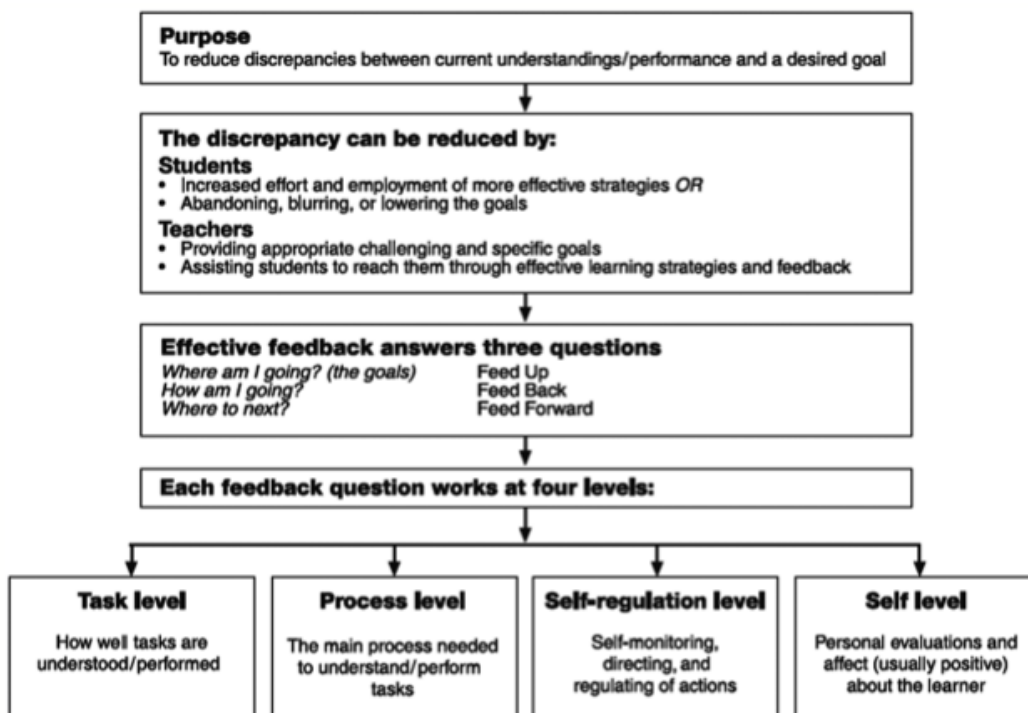 Purpose
To reduce discrepancies between current understandings/performance and a desired goal
The discrepancy can be reduced by:
Students
• Increased effort and employment of more effective strategies OR
• Abandoning, blurring, or lowering the goals
Teachers
• Providing appropriate challenging and specific goals
• Assisting students to reach them through effective learning strategies and feedback
Effective feedback answers three questions
Where am I going? (the goals) Feed Up
How am I going? Feed Back
Where to next? Feed Forward
Each feedback question works at four levels:
Task level
How well tasks are
understood/performed
Process level
The main process needed
to understand/perform
tasks
Self-regulation level
Self-monitoring,
directing, and
regulating of actions
Self level
Personal evaluations and
affect (usually positive)
about the learner